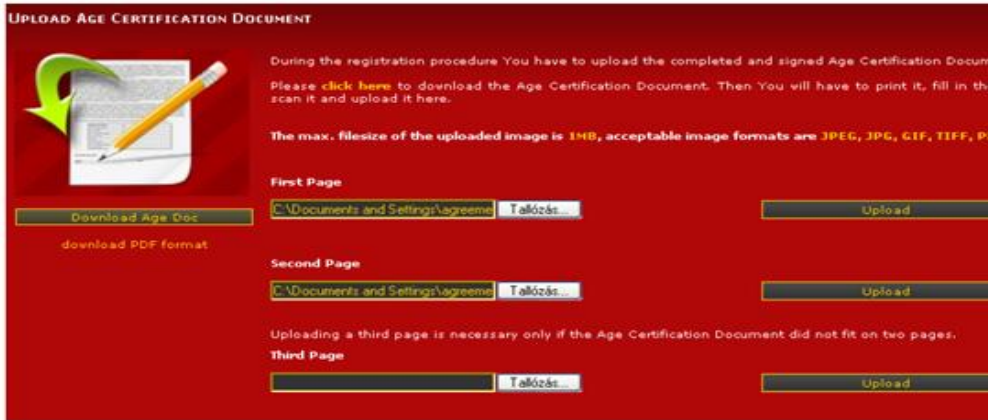 UPLOAD AGE CERTIFICATION DOCUMENT
During the registration procedure You have to upload the completed and signed Age Certification Docum
Please click here to download the Age Certification Document. Then You will have to print it, fill in the
scan it and upload it here.
The max. filesize of the uploaded image is 1MB, acceptable image formats are JPEG, JPG, GIF, TIFF, P
First Page
C:\Documents and Settings\agreeme Tallózás... Upload
Download Age Doc
download PDF format
Second Page
C:\Documents and Settings\agreeme Tallózás... Upload
Uploading a third page is necessary only if the Age Certification Document did not fit on two pages.
Third Page
Tallózás... Upload